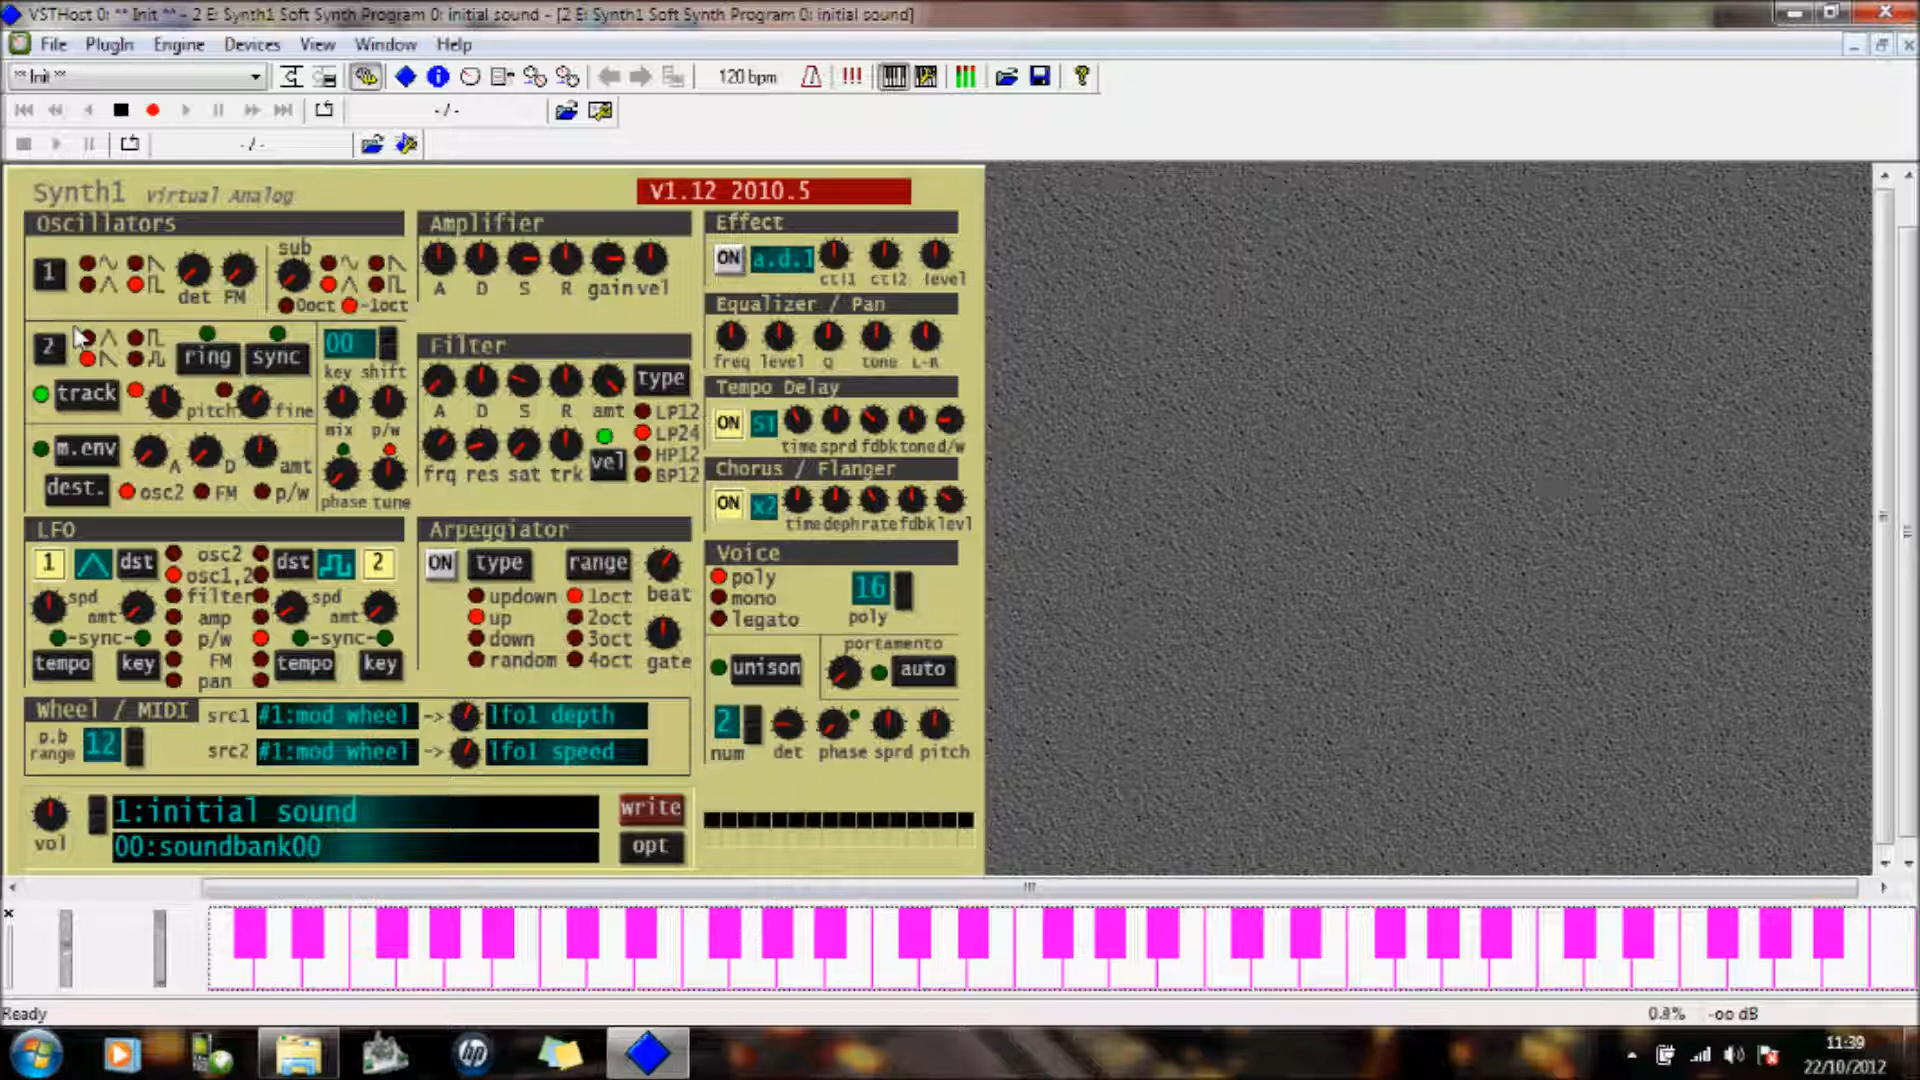 VSTHost 0: ** Init ** - 2 E: Synth1 Soft Synth Program 0: initial sound - [2 E: Synth1 Soft Synth Program 0: initial sound]
File PlugIn Engine Devices View Window Help
** Init ** 120 bpm
- / -
- / -
Synth1 Virtual Analog
V1.12 2010.5
Oscillators
1
det FM
sub
0oct -1oct
2
ring sync
00
key shift
track
pitch fine
mix p/w
m.env
A D amt
dest. osc2 FM p/w
phase tune
Amplifier
A D S R gain vel
Filter
A D S R amt
type
LP12
LP24
HP12
BP12
frq res sat trk vel
Effect
ON a.d.1 ctl1 ctl2 level
Equalizer / Pan
freq level Q tone L-R
Tempo Delay
ON ST
time sprd fdbk tone d/w
Chorus / Flanger
ON x2
time deph rate fdbk levl
LFO
1 dst
osc2
osc1,2
filter
amp
p/w
FM
pan
dst 2
spd amt
spd amt
-sync-
-sync-
tempo key
tempo key
Arpeggiator
ON type range
updown
up
down
random
1oct
2oct
3oct
4oct
beat
gate
Voice
poly
mono
legato
16
poly
portamento
auto
unison
2
num det phase sprd pitch
Wheel / MIDI
p.b
range
12
src1 #1:mod wheel -> lfo1 depth
src2 #1:mod wheel -> lfo1 speed
vol
1:initial sound
00:soundbank00
write
opt
Ready
-oo dB
hp
11:39
22/10/2012